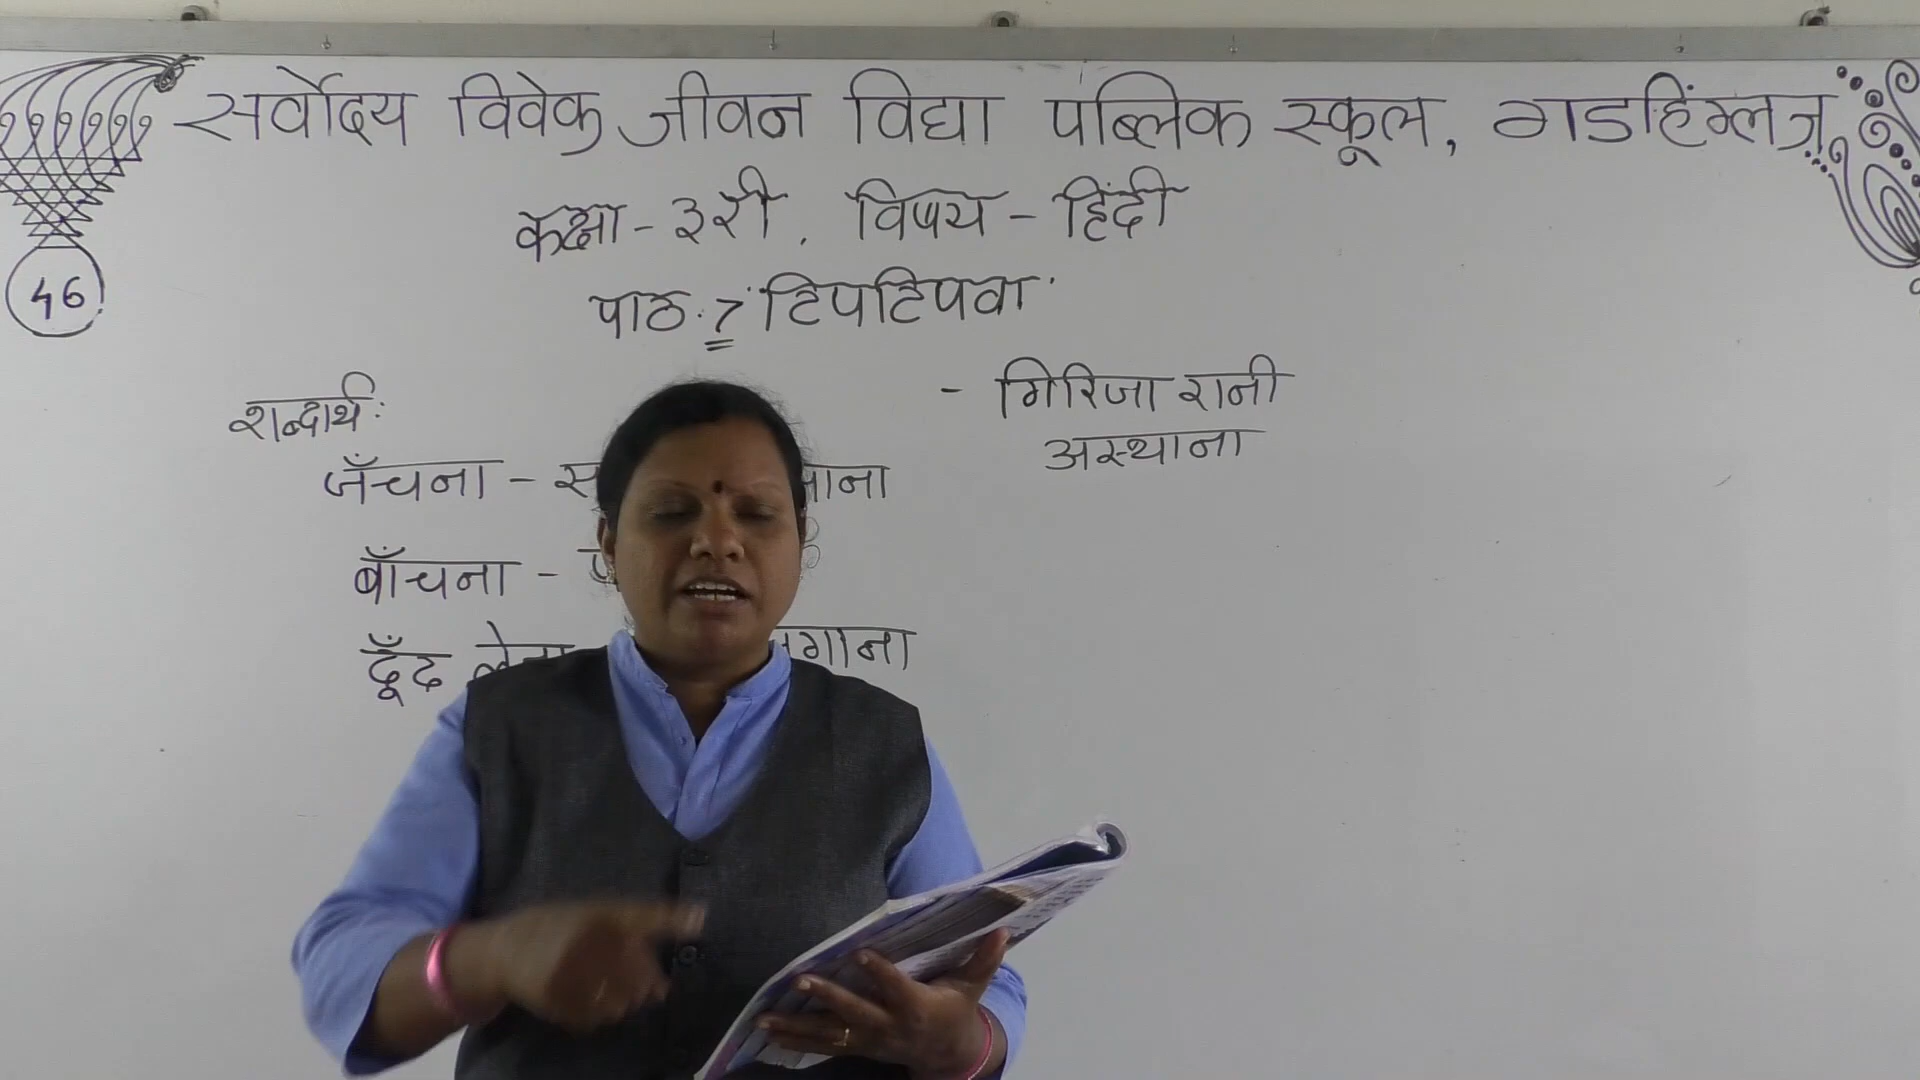 सर्वोदय विवेक जीवन विद्या पब्लिक स्कूल, गडहिंग्लज
कक्षा - ३री. विषय - हिंदी
46
पाठ: 7 टिपटिपवा
- गिरिजा रानी
अस्थाना
शब्दार्थ:
जँचना -
बाँचना -
ढूँढ